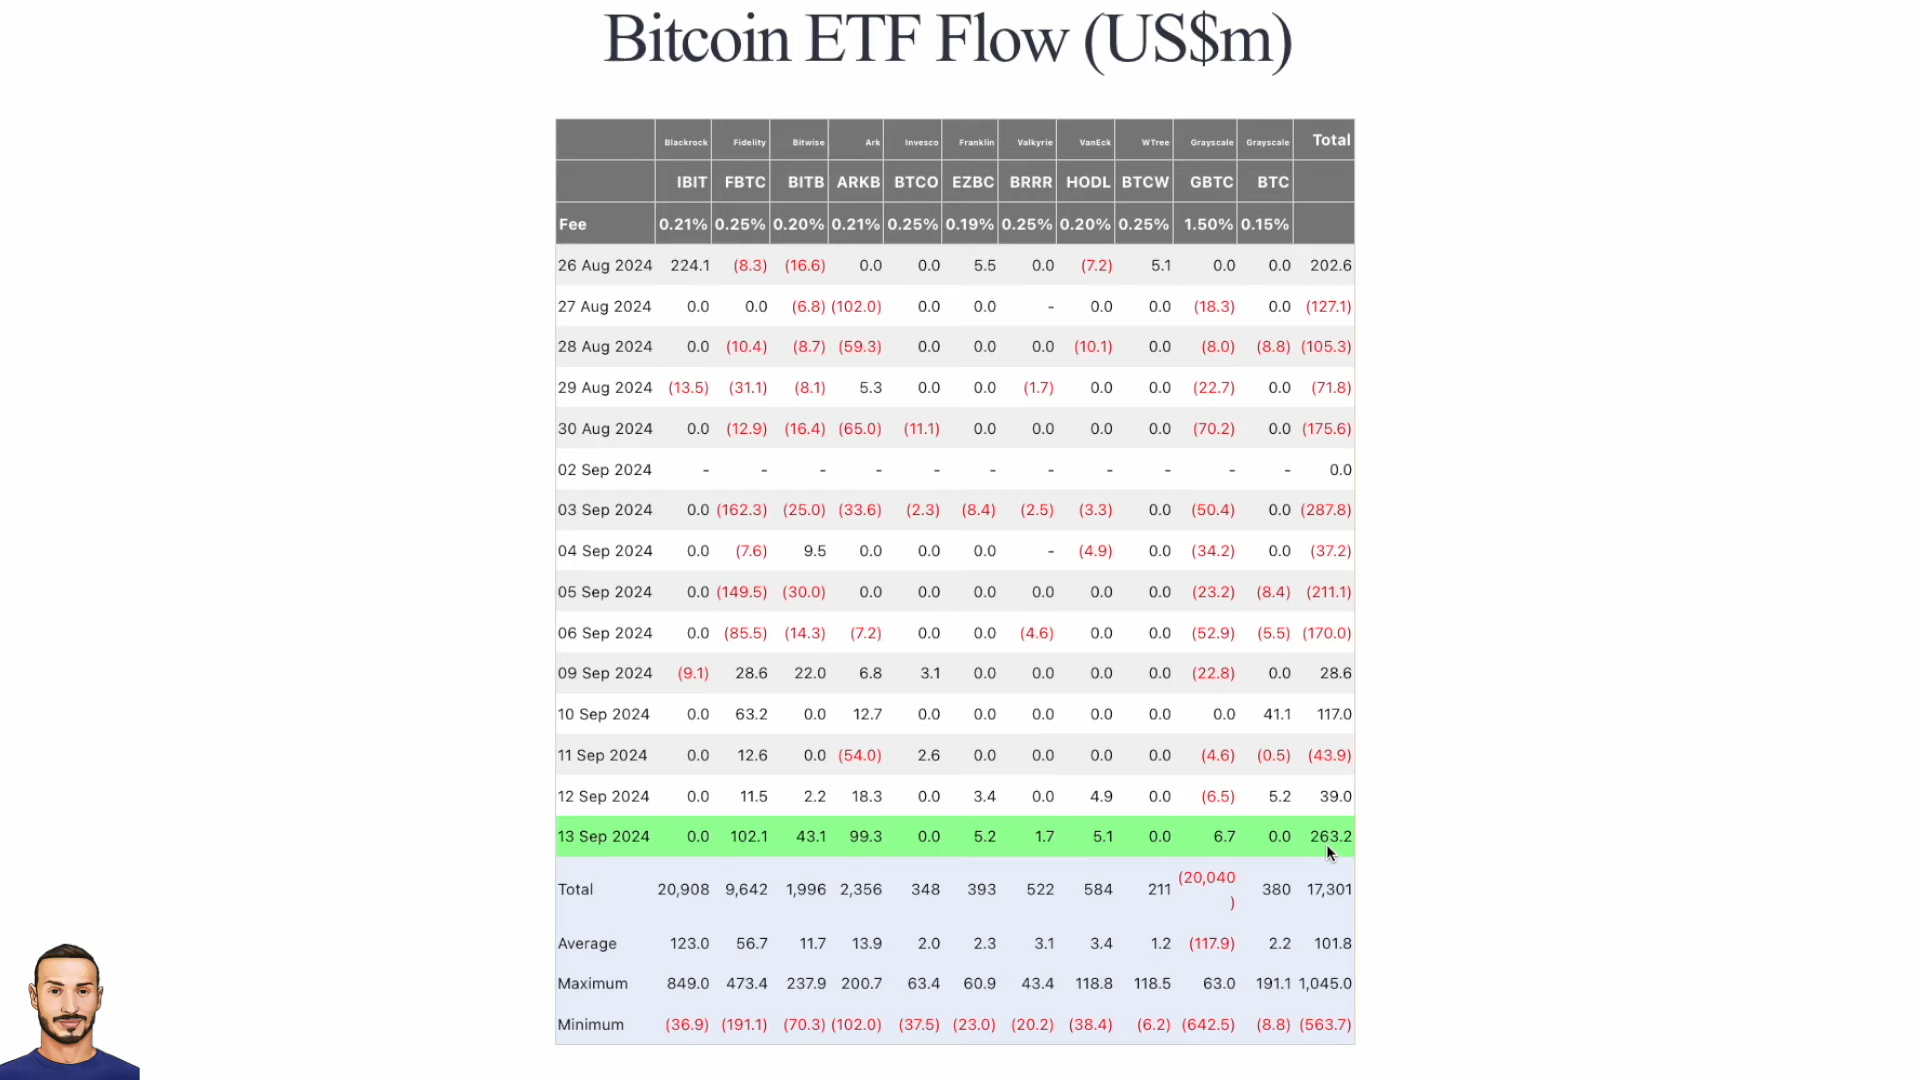 Bitcoin ETF Flow (US$m)
Blackrock Fidelity Bitwise Ark Invesco Franklin Valkyrie VanEck WTree Grayscale Grayscale Total
IBIT FBTC BITB ARKB BTCO EZBC BRRR HODL BTCW GBTC BTC
Fee 0.21% 0.25% 0.20% 0.21% 0.25% 0.19% 0.25% 0.20% 0.25% 1.50% 0.15%
26 Aug 2024 224.1 (8.3) (16.6) 0.0 0.0 5.5 0.0 (7.2) 5.1 0.0 0.0 202.6
27 Aug 2024 0.0 0.0 (6.8) (102.0) 0.0 0.0 - 0.0 0.0 (18.3) 0.0 (127.1)
28 Aug 2024 0.0 (10.4) (8.7) (59.3) 0.0 0.0 0.0 (10.1) 0.0 (8.0) (8.8) (105.3)
29 Aug 2024 (13.5) (31.1) (8.1) 5.3 0.0 0.0 (1.7) 0.0 0.0 (22.7) 0.0 (71.8)
30 Aug 2024 0.0 (12.9) (16.4) (65.0) (11.1) 0.0 0.0 0.0 0.0 (70.2) 0.0 (175.6)
02 Sep 2024 - - - - - - - - - - - 0.0
03 Sep 2024 0.0 (162.3) (25.0) (33.6) (2.3) (8.4) (2.5) (3.3) 0.0 (50.4) 0.0 (287.8)
04 Sep 2024 0.0 (7.6) 9.5 0.0 0.0 0.0 - (4.9) 0.0 (34.2) 0.0 (37.2)
05 Sep 2024 0.0 (149.5) (30.0) 0.0 0.0 0.0 0.0 0.0 0.0 (23.2) (8.4) (211.1)
06 Sep 2024 0.0 (85.5) (14.3) (7.2) 0.0 0.0 (4.6) 0.0 0.0 (52.9) (5.5) (170.0)
09 Sep 2024 (9.1) 28.6 22.0 6.8 3.1 0.0 0.0 0.0 0.0 (22.8) 0.0 28.6
10 Sep 2024 0.0 63.2 0.0 12.7 0.0 0.0 0.0 0.0 0.0 0.0 41.1 117.0
11 Sep 2024 0.0 12.6 0.0 (54.0) 2.6 0.0 0.0 0.0 0.0 (4.6) (0.5) (43.9)
12 Sep 2024 0.0 11.5 2.2 18.3 0.0 3.4 0.0 4.9 0.0 (6.5) 5.2 39.0
13 Sep 2024 0.0 102.1 43.1 99.3 0.0 5.2 1.7 5.1 0.0 6.7 0.0 263.2
Total 20,908 9,642 1,996 2,356 348 393 522 584 211 (20,040) 380 17,301
Average 123.0 56.7 11.7 13.9 2.0 2.3 3.1 3.4 1.2 (117.9) 2.2 101.8
Maximum 849.0 473.4 237.9 200.7 63.4 60.9 43.4 118.8 118.5 63.0 191.1 1,045.0
Minimum (36.9) (191.1) (70.3) (102.0) (37.5) (23.0) (20.2) (38.4) (6.2) (642.5) (8.8) (563.7)